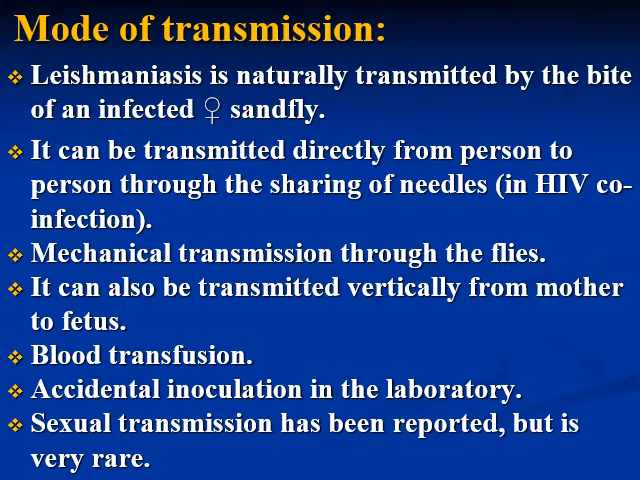 Mode of transmission:
❖ Leishmaniasis is naturally transmitted by the bite
of an infected ♀ sandfly.
❖ It can be transmitted directly from person to
person through the sharing of needles (in HIV co-
infection).
❖ Mechanical transmission through the flies.
❖ It can also be transmitted vertically from mother
to fetus.
❖ Blood transfusion.
❖ Accidental inoculation in the laboratory.
❖ Sexual transmission has been reported, but is
very rare.